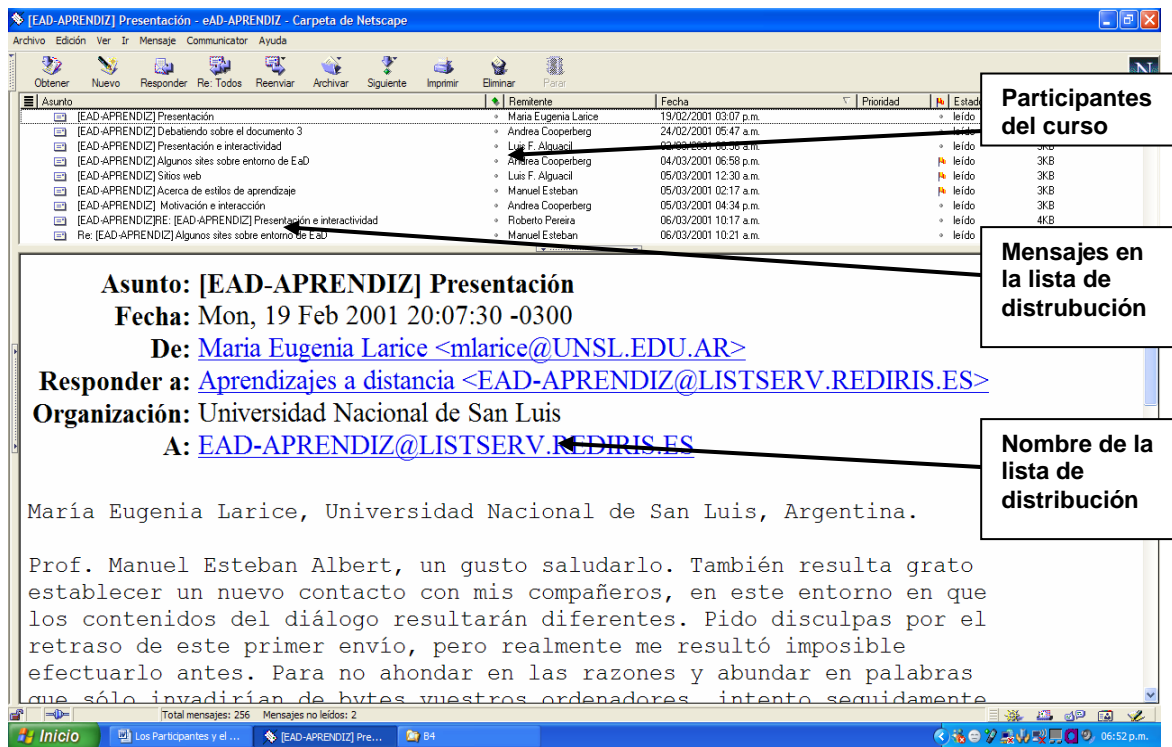 [EAD-APRENDIZ] Presentación - eAD-APRENDIZ - Carpeta de Netscape
Archivo Edición Ver Ir Mensaje Communicator Ayuda
Obtener Nuevo Responder Re: Todos Reenviar Archivar Siguiente Imprimir Eliminar Parar
N
Asunto Remitente Fecha Prioridad Estado
[EAD-APRENDIZ] Presentación Maria Eugenia Larice 19/02/2001 03:07 p.m. leído
[EAD-APRENDIZ] Debatiendo sobre el documento 3 Andrea Cooperberg 24/02/2001 05:47 a.m. leído
[EAD-APRENDIZ] Presentación e interactividad Luis F. Alguacil leído 3KB
[EAD-APRENDIZ] Algunos sites sobre entorno de EaD Andrea Cooperberg 04/03/2001 06:58 p.m. leído 3KB
[EAD-APRENDIZ] Sitios web Luis F. Alguacil 05/03/2001 12:30 a.m. leído 3KB
[EAD-APRENDIZ] Acerca de estilos de aprendizaje Manuel Esteban 05/03/2001 02:17 a.m. leído 3KB
[EAD-APRENDIZ] Motivación e interacción Andrea Cooperberg 05/03/2001 04:34 p.m. leído 3KB
[EAD-APRENDIZ]RE: [EAD-APRENDIZ] Presentación e interactividad Roberto Pereira 06/03/2001 10:17 a.m. leído 4KB
Re: [EAD-APRENDIZ] Algunos sites sobre entorno de EaD Manuel Esteban 06/03/2001 10:21 a.m. leído
Participantes
del curso
Mensajes en
la lista de
distrubución
Nombre de la
lista de
distribución
Asunto: [EAD-APRENDIZ] Presentación
Fecha: Mon, 19 Feb 2001 20:07:30 -0300
De: Maria Eugenia Larice <mlarice@UNSL.EDU.AR>
Responder a: Aprendizajes a distancia <EAD-APRENDIZ@LISTSERV.REDIRIS.ES>
Organización: Universidad Nacional de San Luis
A: EAD-APRENDIZ@LISTSERV.REDIRIS.ES
María Eugenia Larice, Universidad Nacional de San Luis, Argentina.
Prof. Manuel Esteban Albert, un gusto saludarlo. También resulta grato
establecer un nuevo contacto con mis compañeros, en este entorno en que
los contenidos del diálogo resultarán diferentes. Pido disculpas por el
retraso de este primer envío, pero realmente me resultó imposible
efectuarlo antes. Para no ahondar en las razones y abundar en palabras
que sólo invadirían de bytes vuestros ordenadores, intento seguidamente
Total mensajes: 256 Mensajes no leídos: 2
Inicio Los Participantes y el ... [EAD-APRENDIZ] Pre... B4 06:52 p.m.